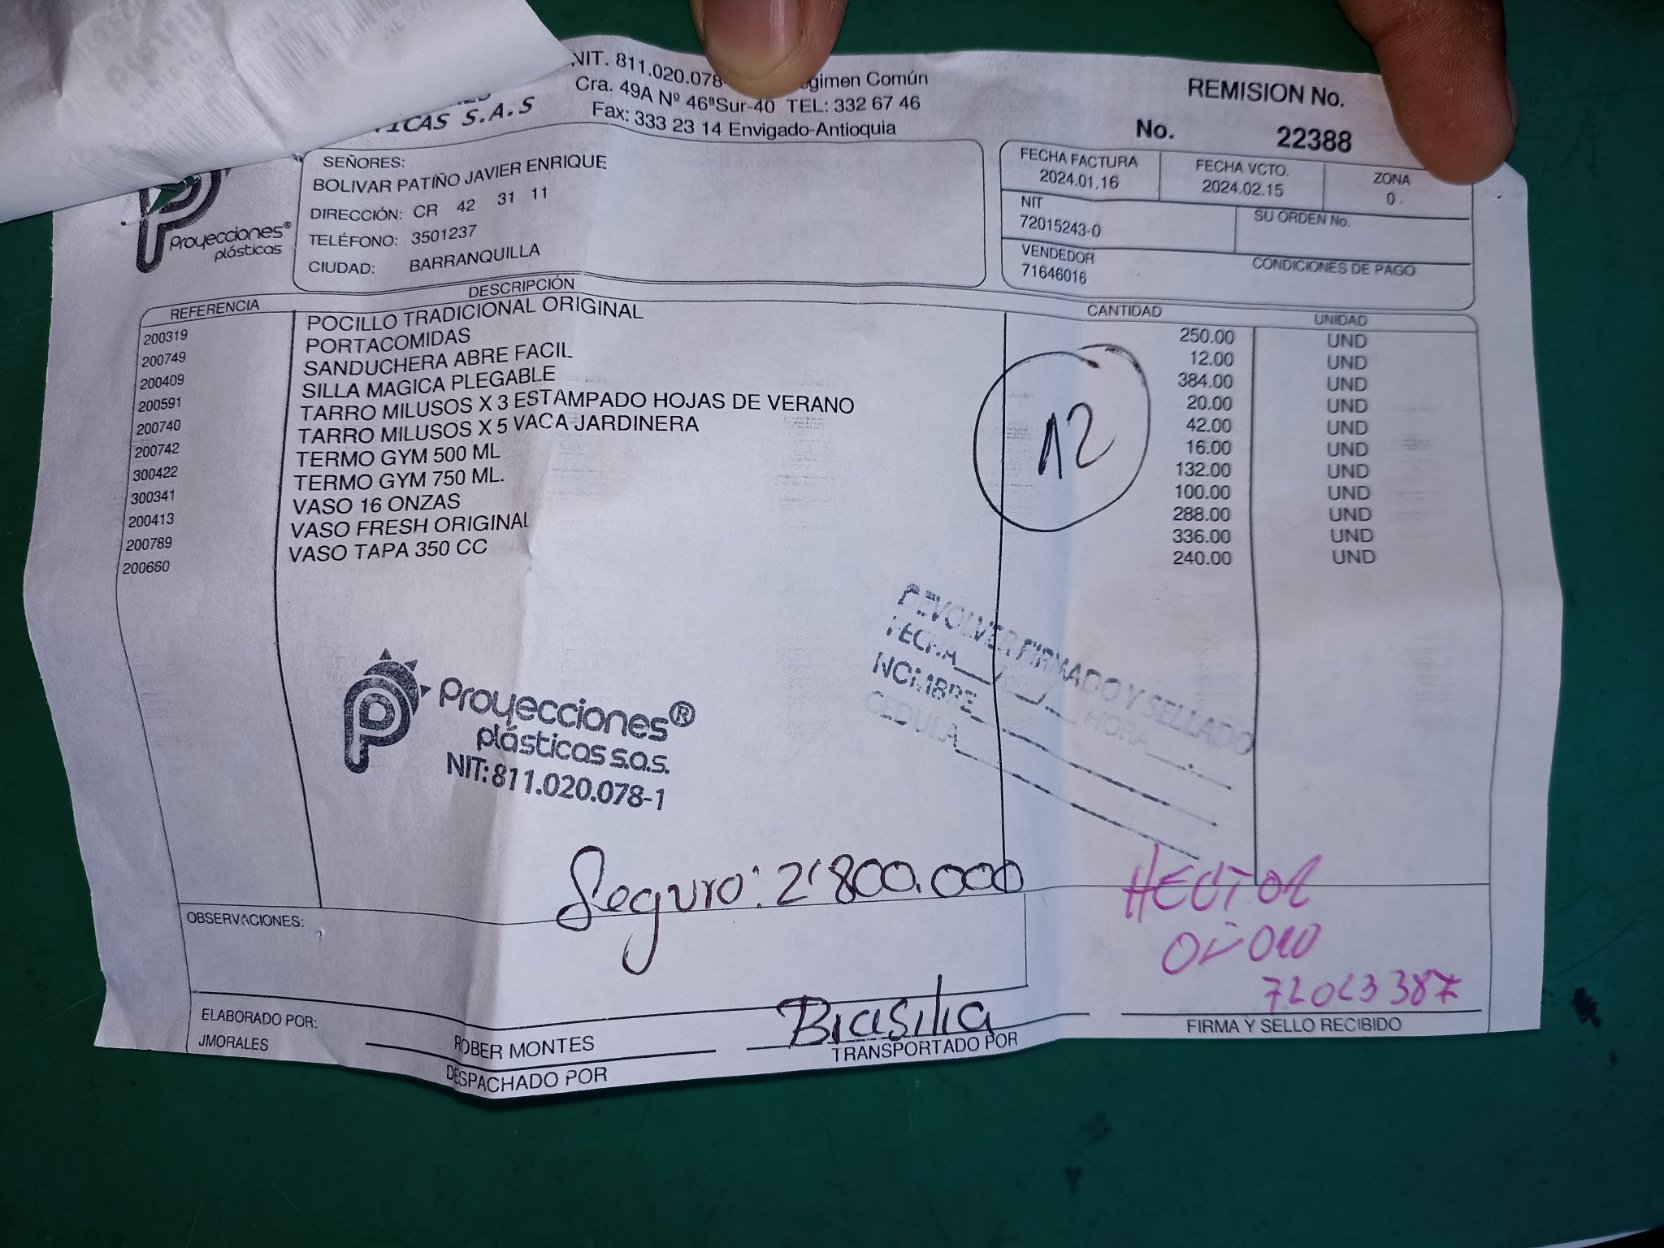 NIT. 811.020.078
gimen Común
Cra. 49A Nº 46ªSur-40 TEL: 332 67 46
Fax: 333 23 14 Envigado-Antioquia
ICAS S.A.S
REMISION No.
No. 22388
Proyecciones®
plásticas
SEÑORES:
BOLIVAR PATIÑO JAVIER ENRIQUE
DIRECCIÓN: CR 42 31 11
TELÉFONO: 3501237
CIUDAD: BARRANQUILLA
FECHA FACTURA FECHA VCTO. ZONA
2024.01.16 2024.02.15 0
NIT SU ORDEN No.
72015243-0
VENDEDOR CONDICIONES DE PAGO
71646016
REFERENCIA DESCRIPCIÓN CANTIDAD UNIDAD
200319 POCILLO TRADICIONAL ORIGINAL 250.00 UND
200749 PORTACOMIDAS 12.00 UND
200409 SANDUCHERA ABRE FACIL 384.00 UND
200591 SILLA MAGICA PLEGABLE 20.00 UND
200740 TARRO MILUSOS X 3 ESTAMPADO HOJAS DE VERANO 42.00 UND
200742 TARRO MILUSOS X 5 VACA JARDINERA 16.00 UND
300422 TERMO GYM 500 ML 132.00 UND
300341 TERMO GYM 750 ML. 100.00 UND
200413 VASO 16 ONZAS 288.00 UND
200789 VASO FRESH ORIGINAL 336.00 UND
200660 VASO TAPA 350 CC 240.00 UND
12
DEVOLVER FIRMADO Y SELLADO
FECHA / / HORA :
NOMBRE
CEDULA
Proyecciones®
plásticas s.a.s.
NIT:811.020.078-1
Seguro: 2'800.000
HECTOR
OBSERVACIONES:
ELABORADO POR:
JMORALES
ROBER MONTES
DESPACHADO POR
Brasilia
TRANSPORTADO POR
FIRMA Y SELLO RECIBIDO